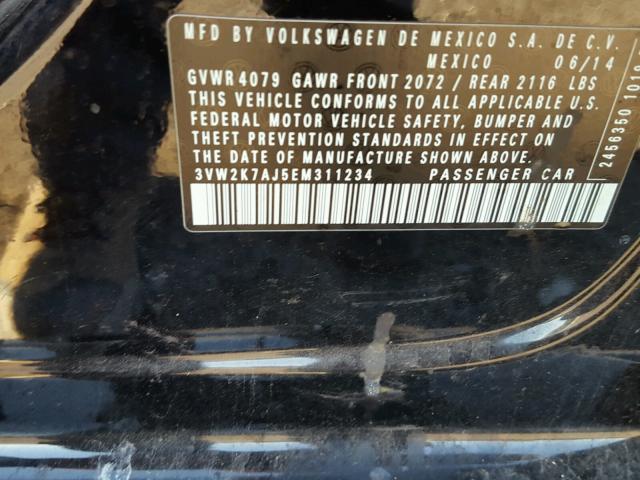 MFD BY VOLKSWAGEN DE MEXICO S.A. DE C.V.
MEXICO 06/14
GVWR 4079 GAWR FRONT 2072 / REAR 2116 LBS
THIS VEHICLE CONFORMS TO ALL APPLICABLE U.S.
FEDERAL MOTOR VEHICLE SAFETY, BUMPER AND
THEFT PREVENTION STANDARDS IN EFFECT ON
THE DATE OF MANUFACTURE SHOWN ABOVE.
3VW2K7AJ5EM311234 PASSENGER CAR
2456350